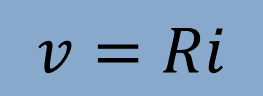 v = Ri